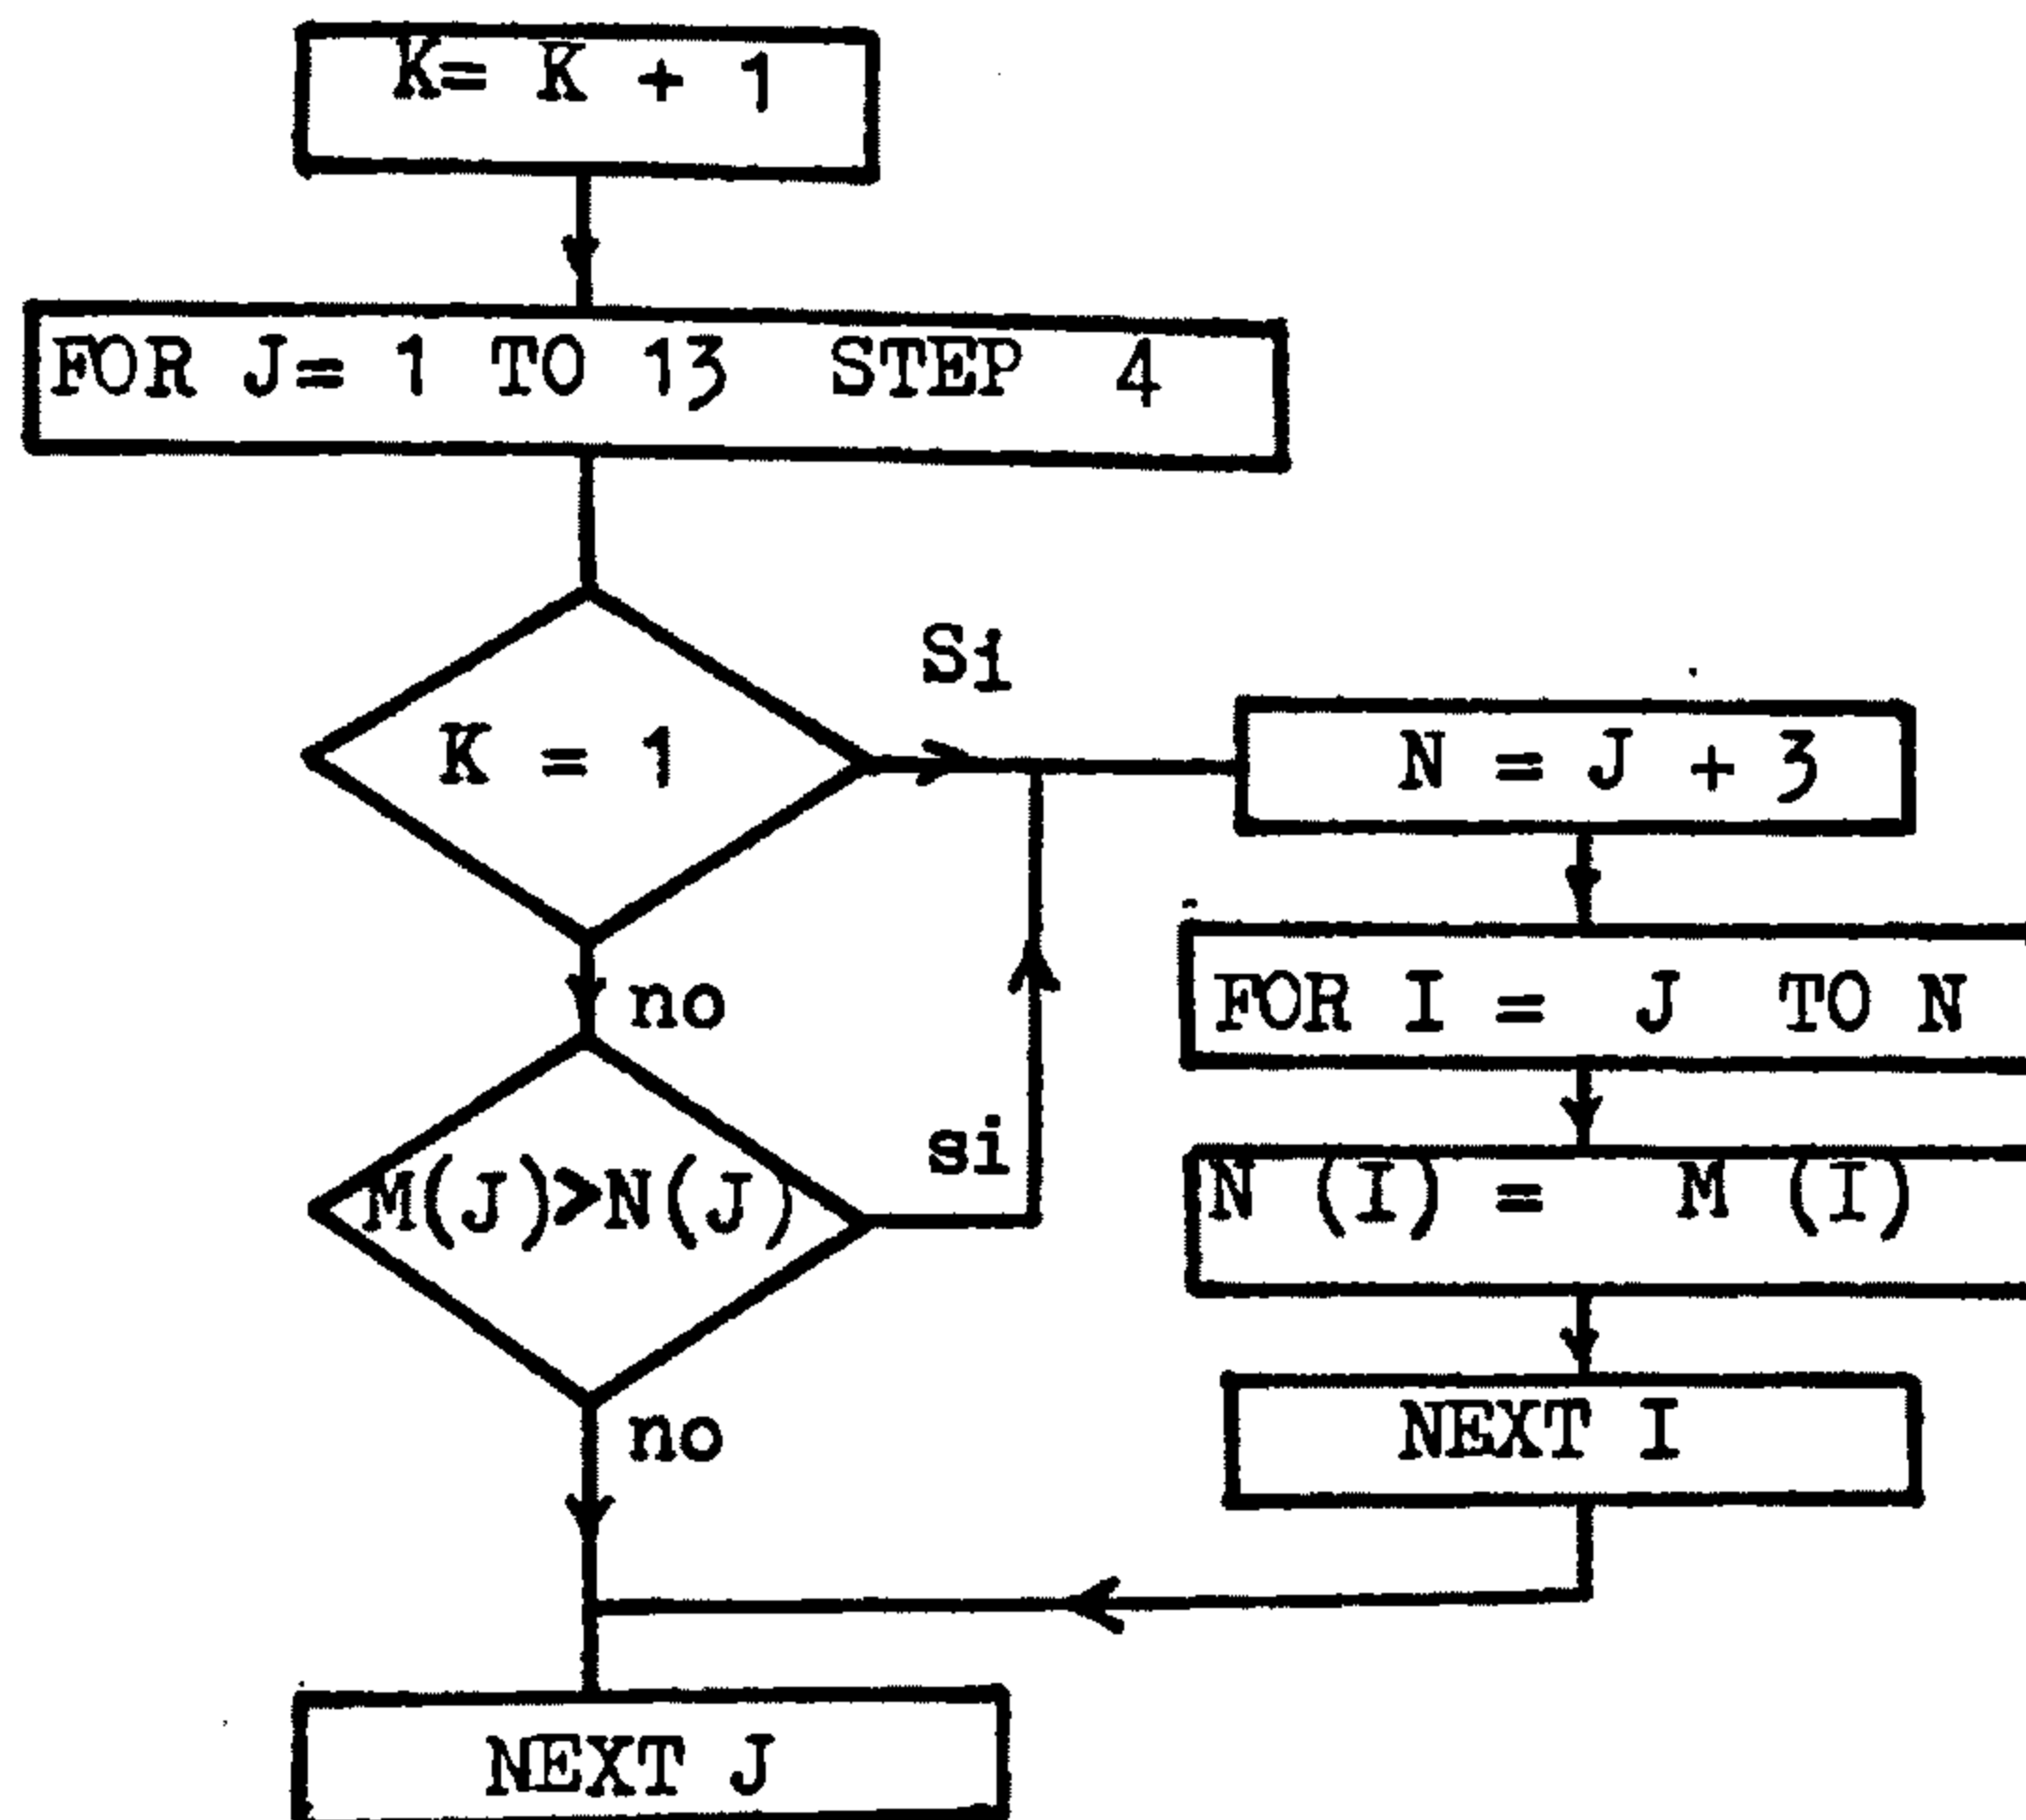 K= K + 1
FOR J= 1 TO 13 STEP 4
Si
K = 1
N = J + 3
no
FOR I = J TO N
si
M(J)>N(J)
N (I) = M (I)
no
NEXT I
NEXT J